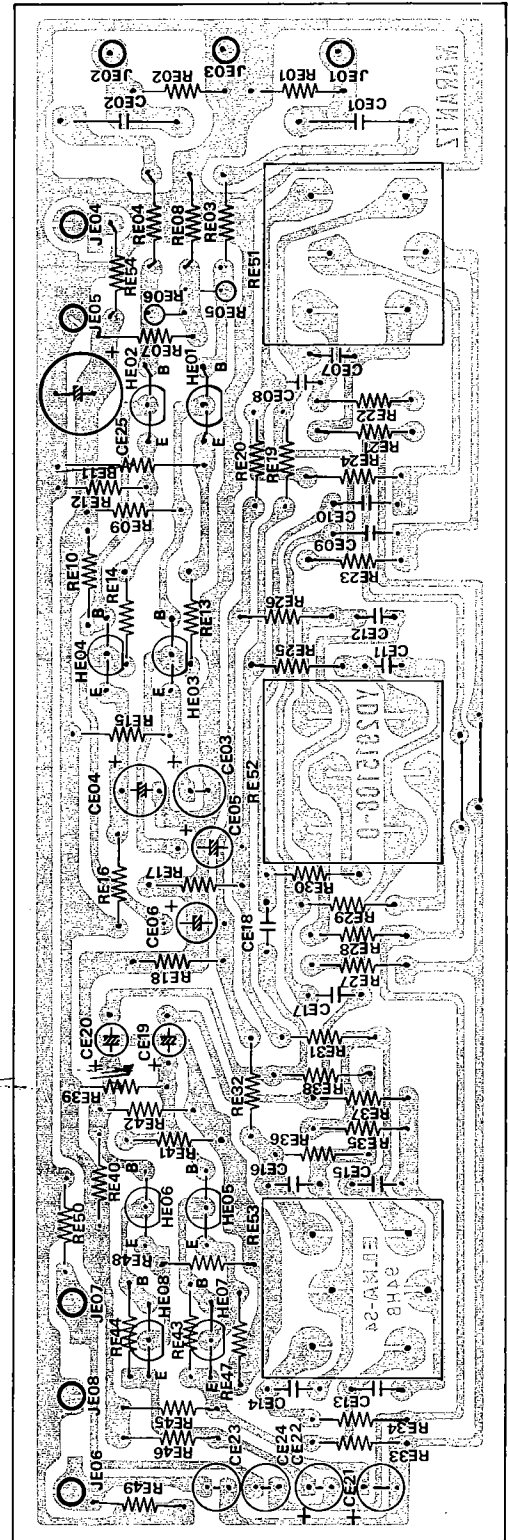 JE02
JE03
JE01
RE02
RE01
CE02
CE01
MARANTZ
JE04
RE04
RE08
RE03
RE54
RE51
RE06
RE05
JE05
RE07
+
HE02
B
HE01
B
CE07
CE08
E
E
CE25
RE22
RE21
RE20
RE19
RE24
RE11
RE12
RE09
CE10
CE09
RE23
RE10
RE14
RE13
B
B
RE26
CE12
HE04
HE03
E
E
RE25
CE11
RE15
YD2915108-0
CE04
+
+
CE03
RE52
+
CE05
RE16
RE17
RE30
+
CE06
CE18
RE29
RE28
RE18
RE27
CE17
CE20
CE19
RE31
+
+
RE39
RE32
RE38
RE42
RE37
RE41
RE36
RE35
RE40
CE16
CE15
B
B
RE50
HE06
HE05
RE53
E
E
RE48
JE07
B
B
HE08
HE07
RE44
RE43
ELNA-S4
94HB
E
E
RE47
JE08
CE14
CE13
RE45
RE34
RE46
RE33
CE23
CE24
CE22
CE21
JE06
RE49
+
+